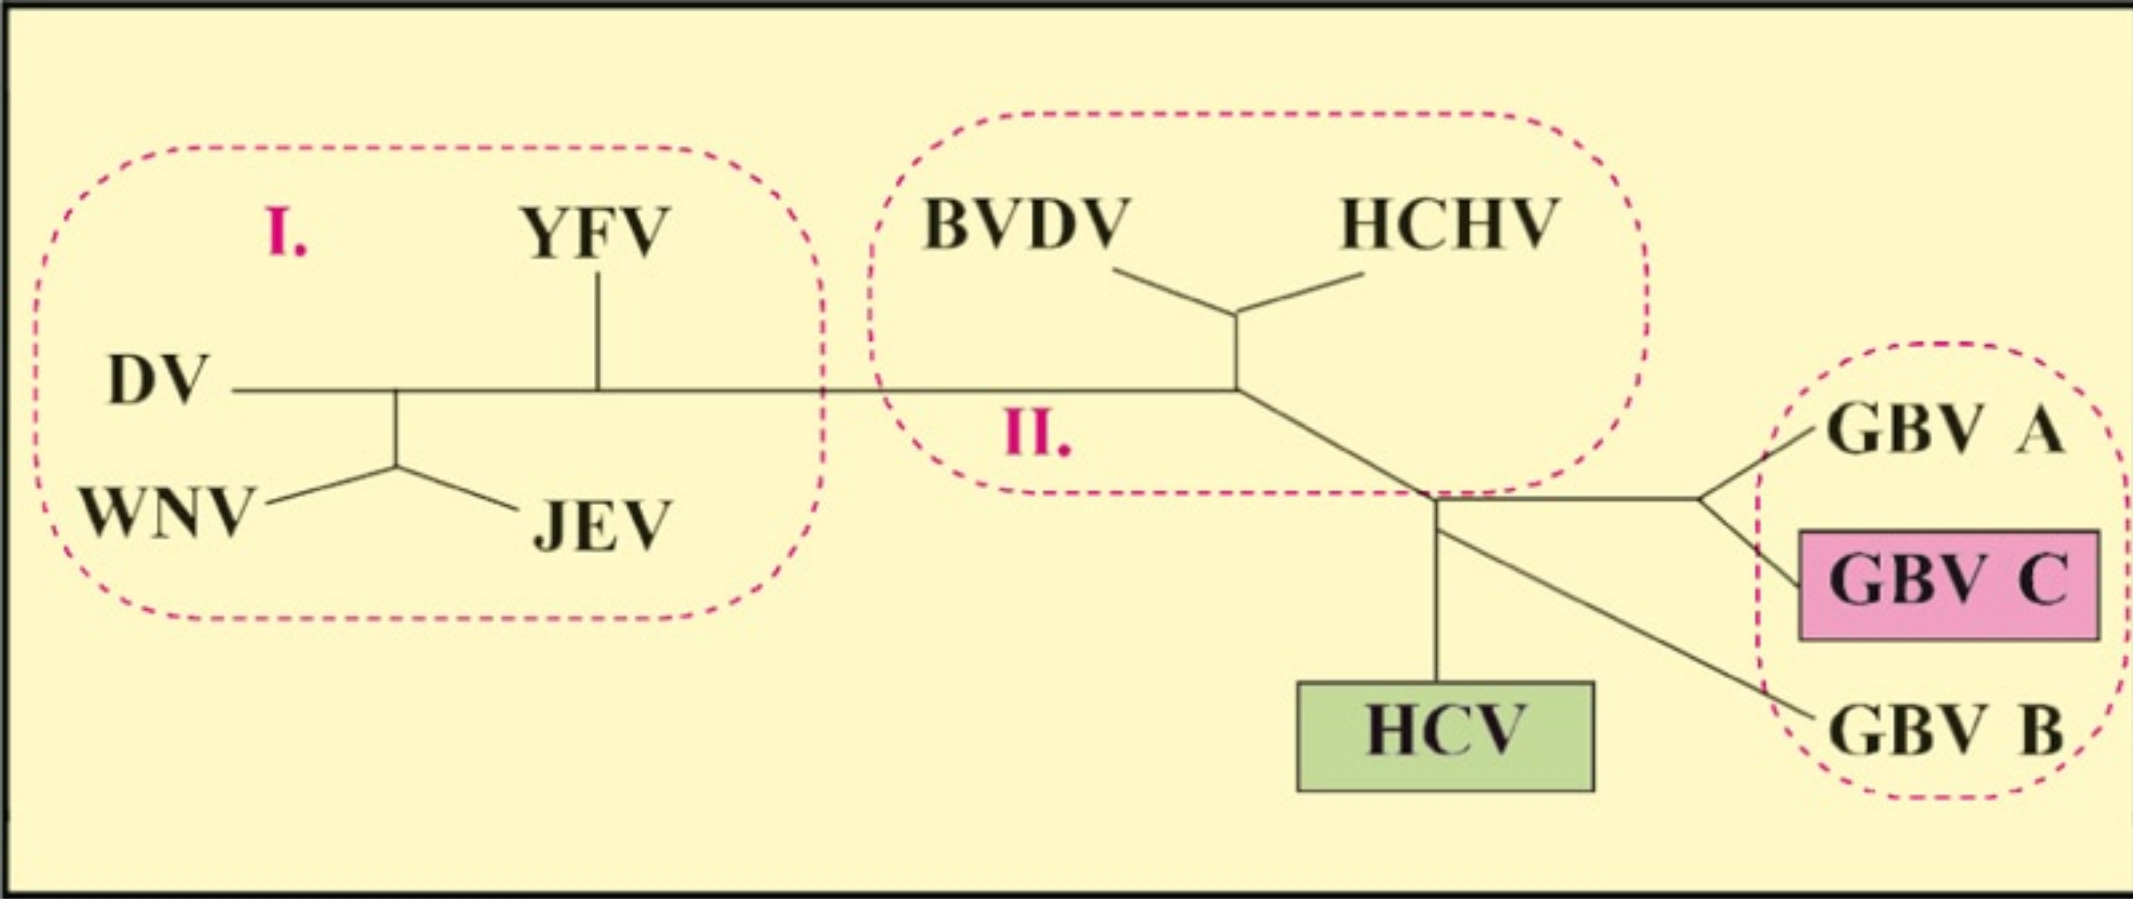 I.
YFV
DV
WNV
JEV
BVDV
HCHV
II.
GBV A
GBV C
GBV B
HCV